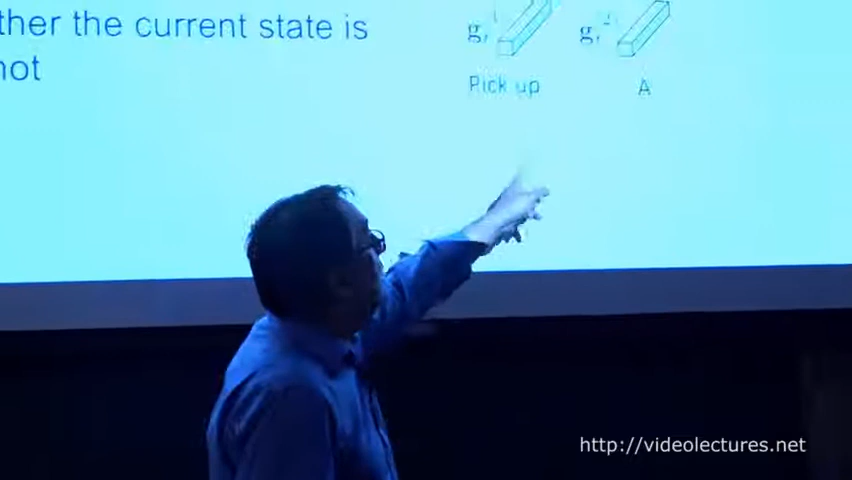 ther the current state is
not
Pick up
A
http://videolectures.net